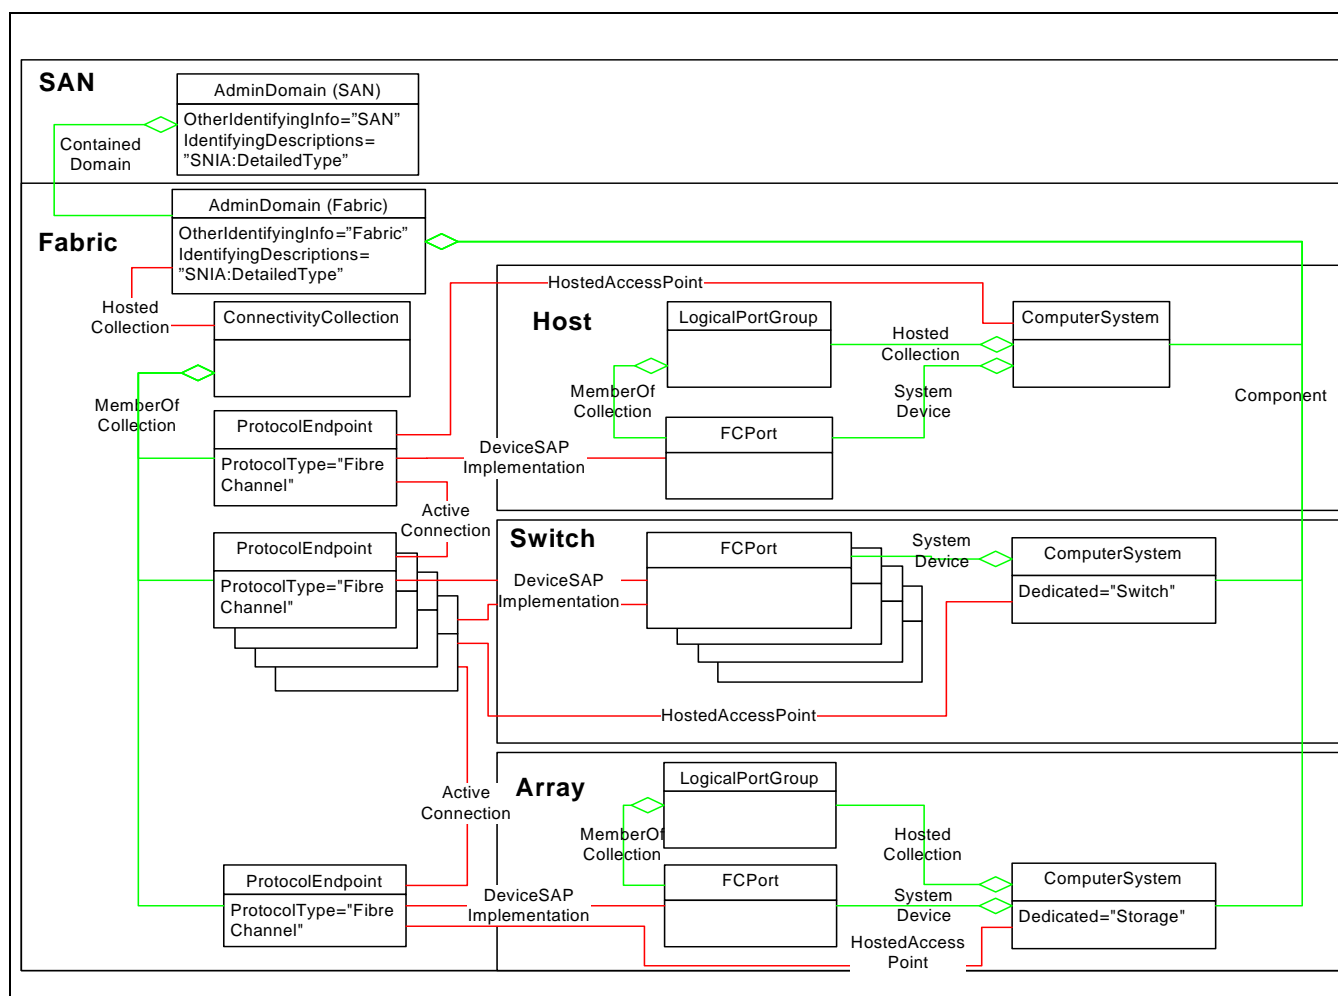 SAN
AdminDomain (SAN)
OtherIdentifyingInfo="SAN"
IdentifyingDescriptions=
"SNIA:DetailedType"
Contained
Domain
AdminDomain (Fabric)
OtherIdentifyingInfo="Fabric"
IdentifyingDescriptions=
"SNIA:DetailedType"
Fabric
Hosted
Collection
ConnectivityCollection
MemberOf
Collection
ProtocolEndpoint
ProtocolType="Fibre
Channel"
HostedAccessPoint
Host
LogicalPortGroup
Hosted
Collection
ComputerSystem
MemberOf
Collection
System
Device
Component
FCPort
DeviceSAP
Implementation
Active
Connection
ProtocolEndpoint
ProtocolType="Fibre
Channel"
Switch
DeviceSAP
Implementation
FCPort
System
Device
ComputerSystem
Dedicated="Switch"
HostedAccessPoint
Array
Active
Connection
LogicalPortGroup
MemberOf
Collection
Hosted
Collection
ProtocolEndpoint
ProtocolType="Fibre
Channel"
DeviceSAP
Implementation
FCPort
System
Device
ComputerSystem
Dedicated="Storage"
HostedAccess
Point